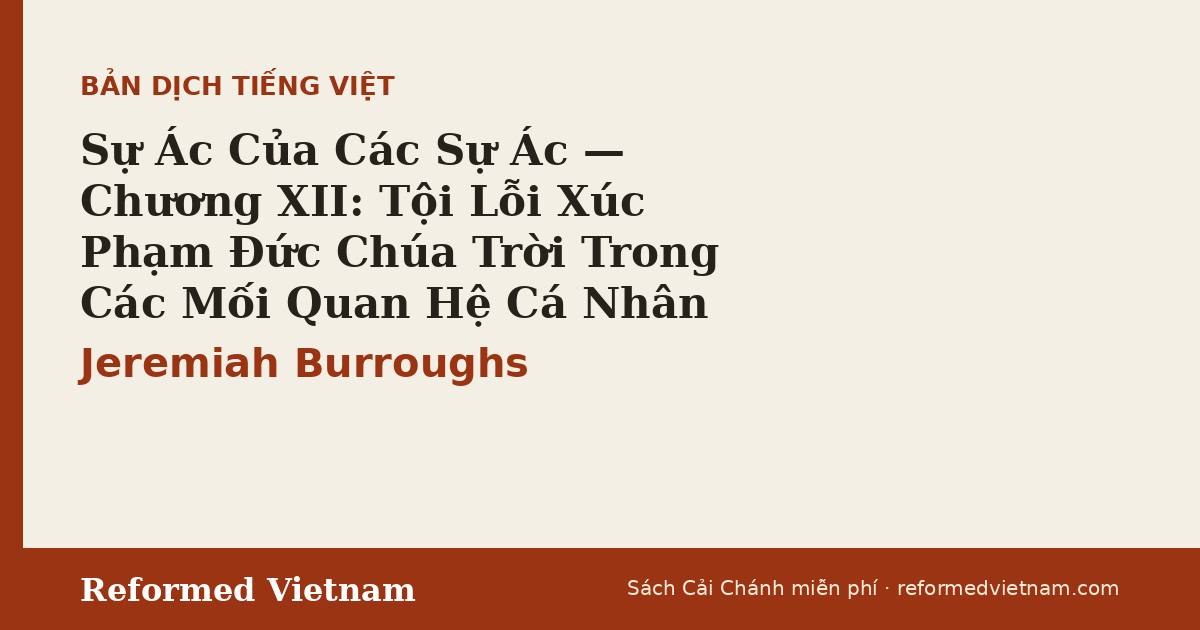 BẢN DỊCH TIẾNG VIỆT
Sự Ác Của Các Sự Ác —
Chương XII: Tội Lỗi Xúc
Phạm Đức Chúa Trời Trong
Các Mối Quan Hệ Cá Nhân
Jeremiah Burroughs
Reformed Vietnam
Sách Cải Chánh miễn phí · reformedvietnam.com